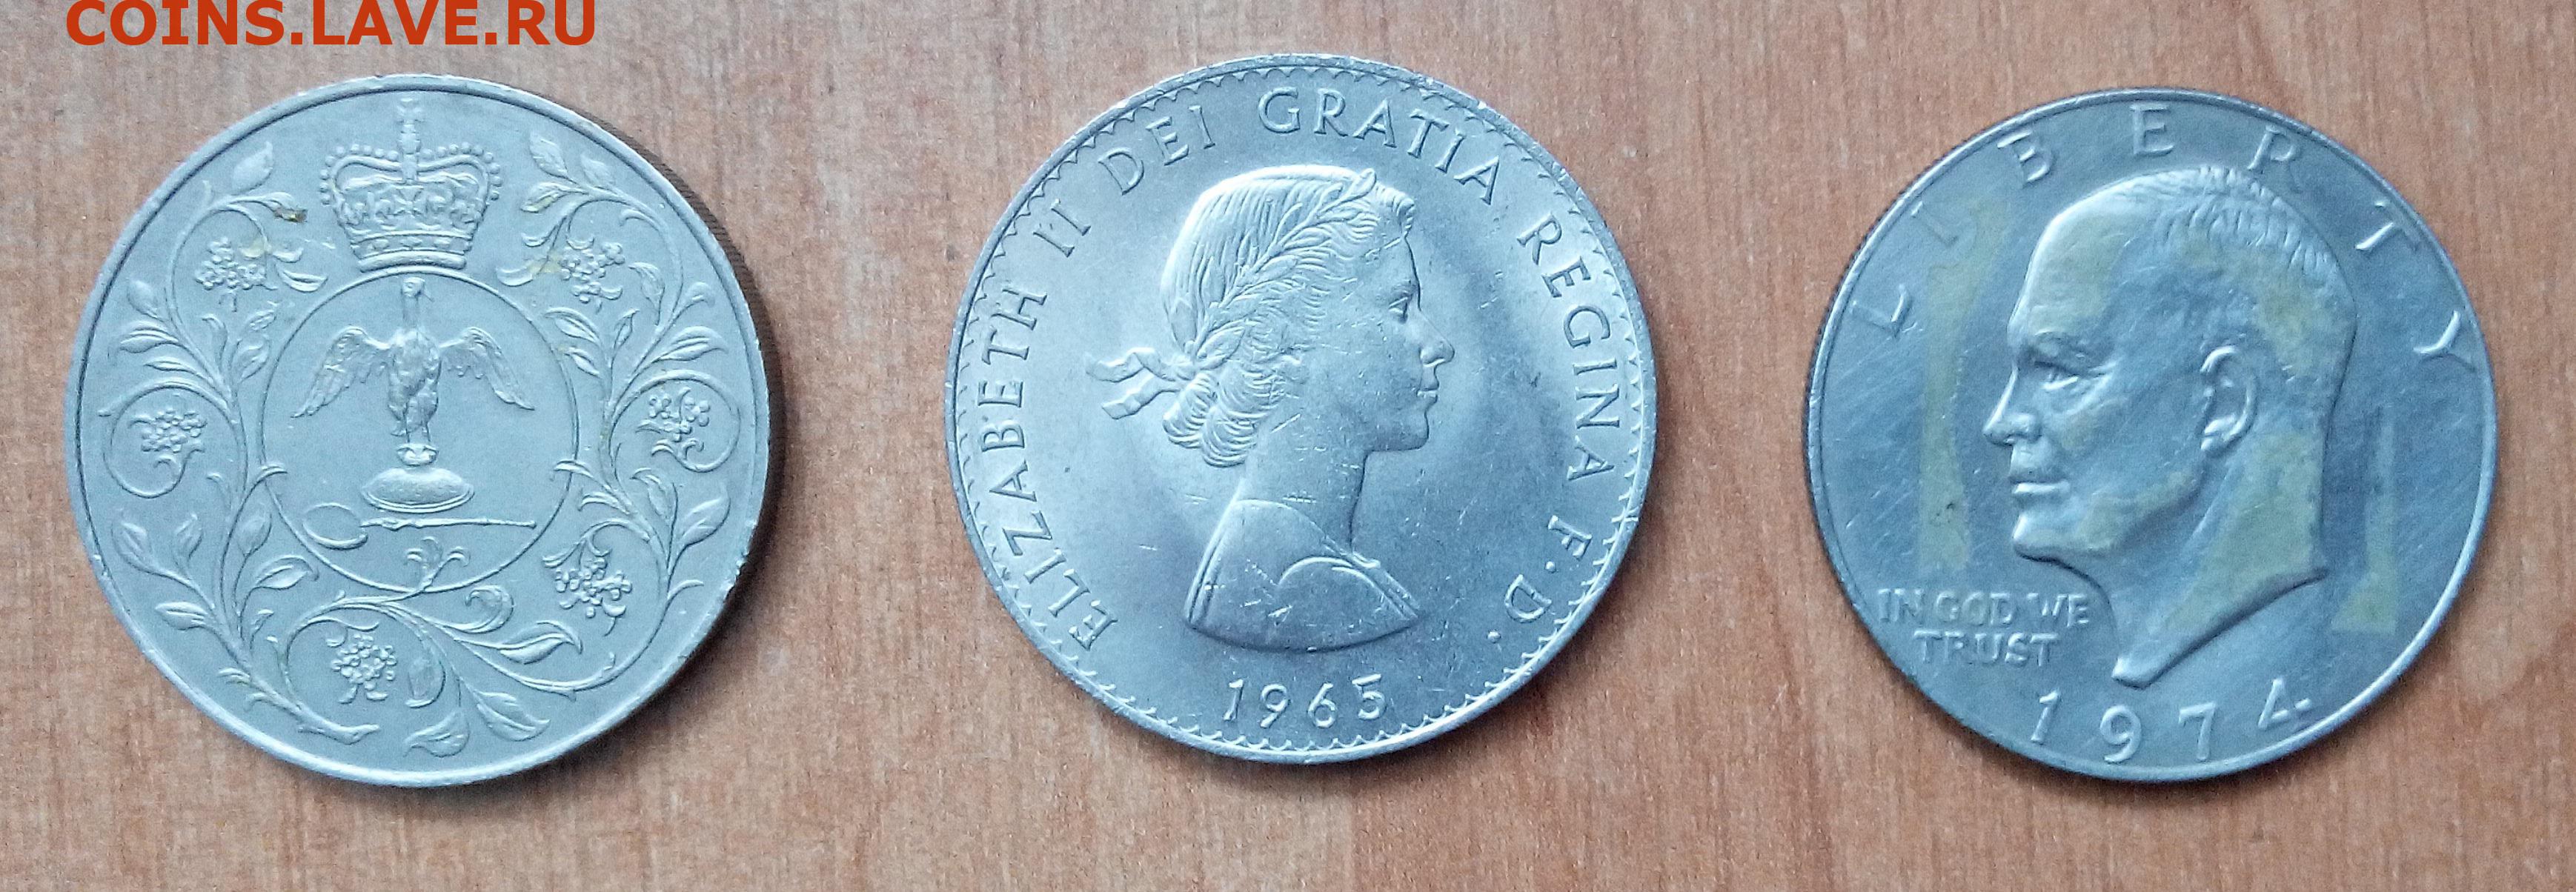 COINS.LAVE.RU
ELIZABETH II DEI GRATIA REGINA F·D·
1965
LIBERTY
IN GOD WE
TRUST
1974